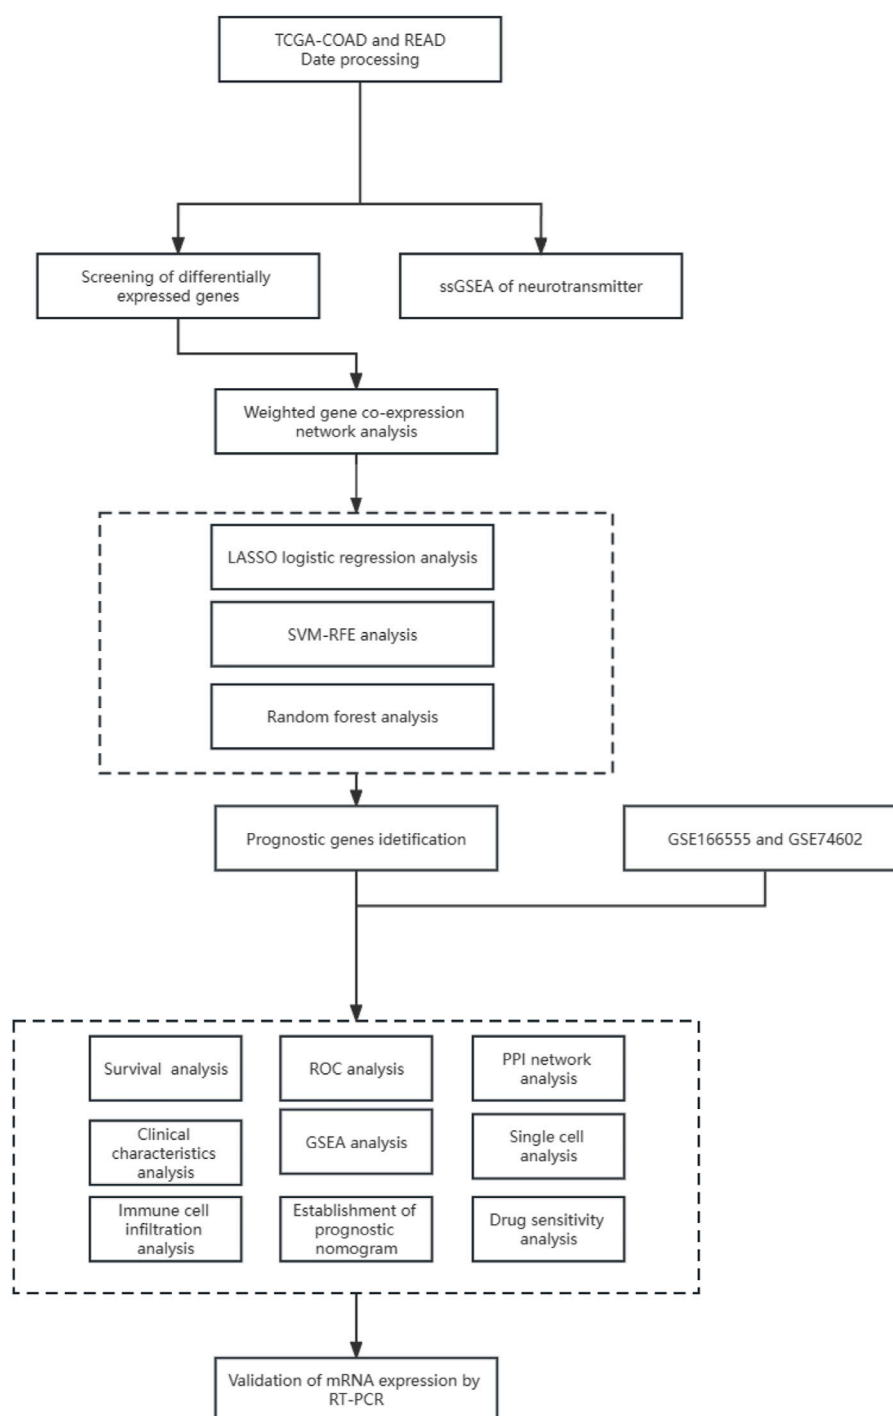 TCGA-COAD and READ
Date processing
Screening of differentially
expressed genes
ssGSEA of neurotransmitter
Weighted gene co-expression
network analysis
LASSO logistic regression analysis
SVM-RFE analysis
Random forest analysis
Prognostic genes idetification
GSE166555 and GSE74602
Survival analysis
ROC analysis
PPI network
analysis
Clinical
characteristics
analysis
GSEA analysis
Single cell
analysis
Immune cell
infiltration
analysis
Establishment of
prognostic
nomogram
Drug sensitivity
analysis
Validation of mRNA expression by
RT-PCR